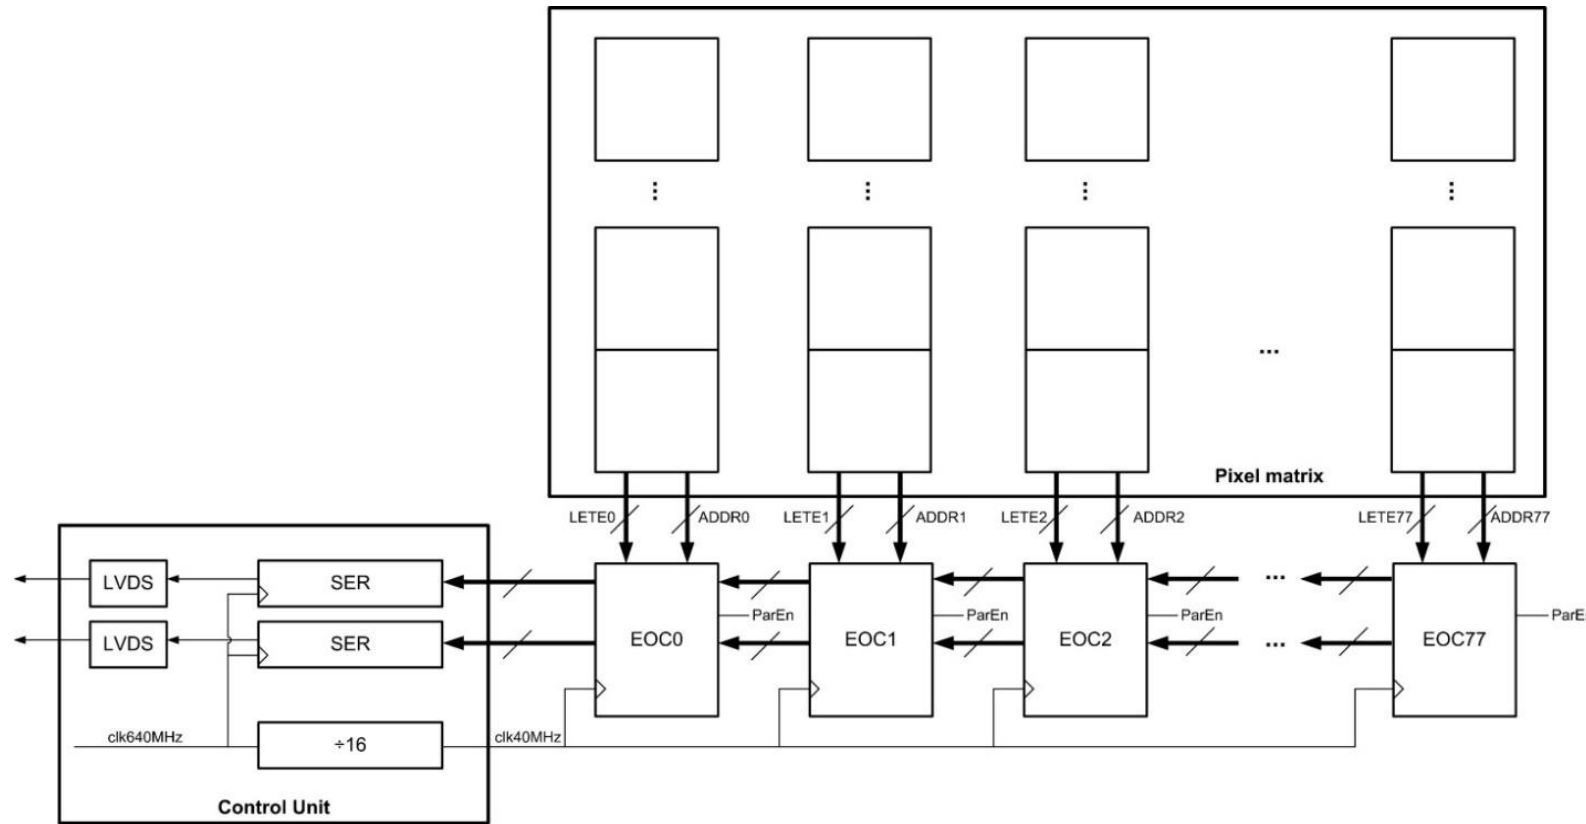 ⋮ ⋮ ⋮ ⋮
...
Pixel matrix
LETE0 ADDR0 LETE1 ADDR1 LETE2 ADDR2 LETE77 ADDR77
LVDS SER ... 
ParEn ParEn ParEn ParE
LVDS SER EOC0 EOC1 EOC2 ... EOC77
clk640MHz ÷16 clk40MHz
Control Unit